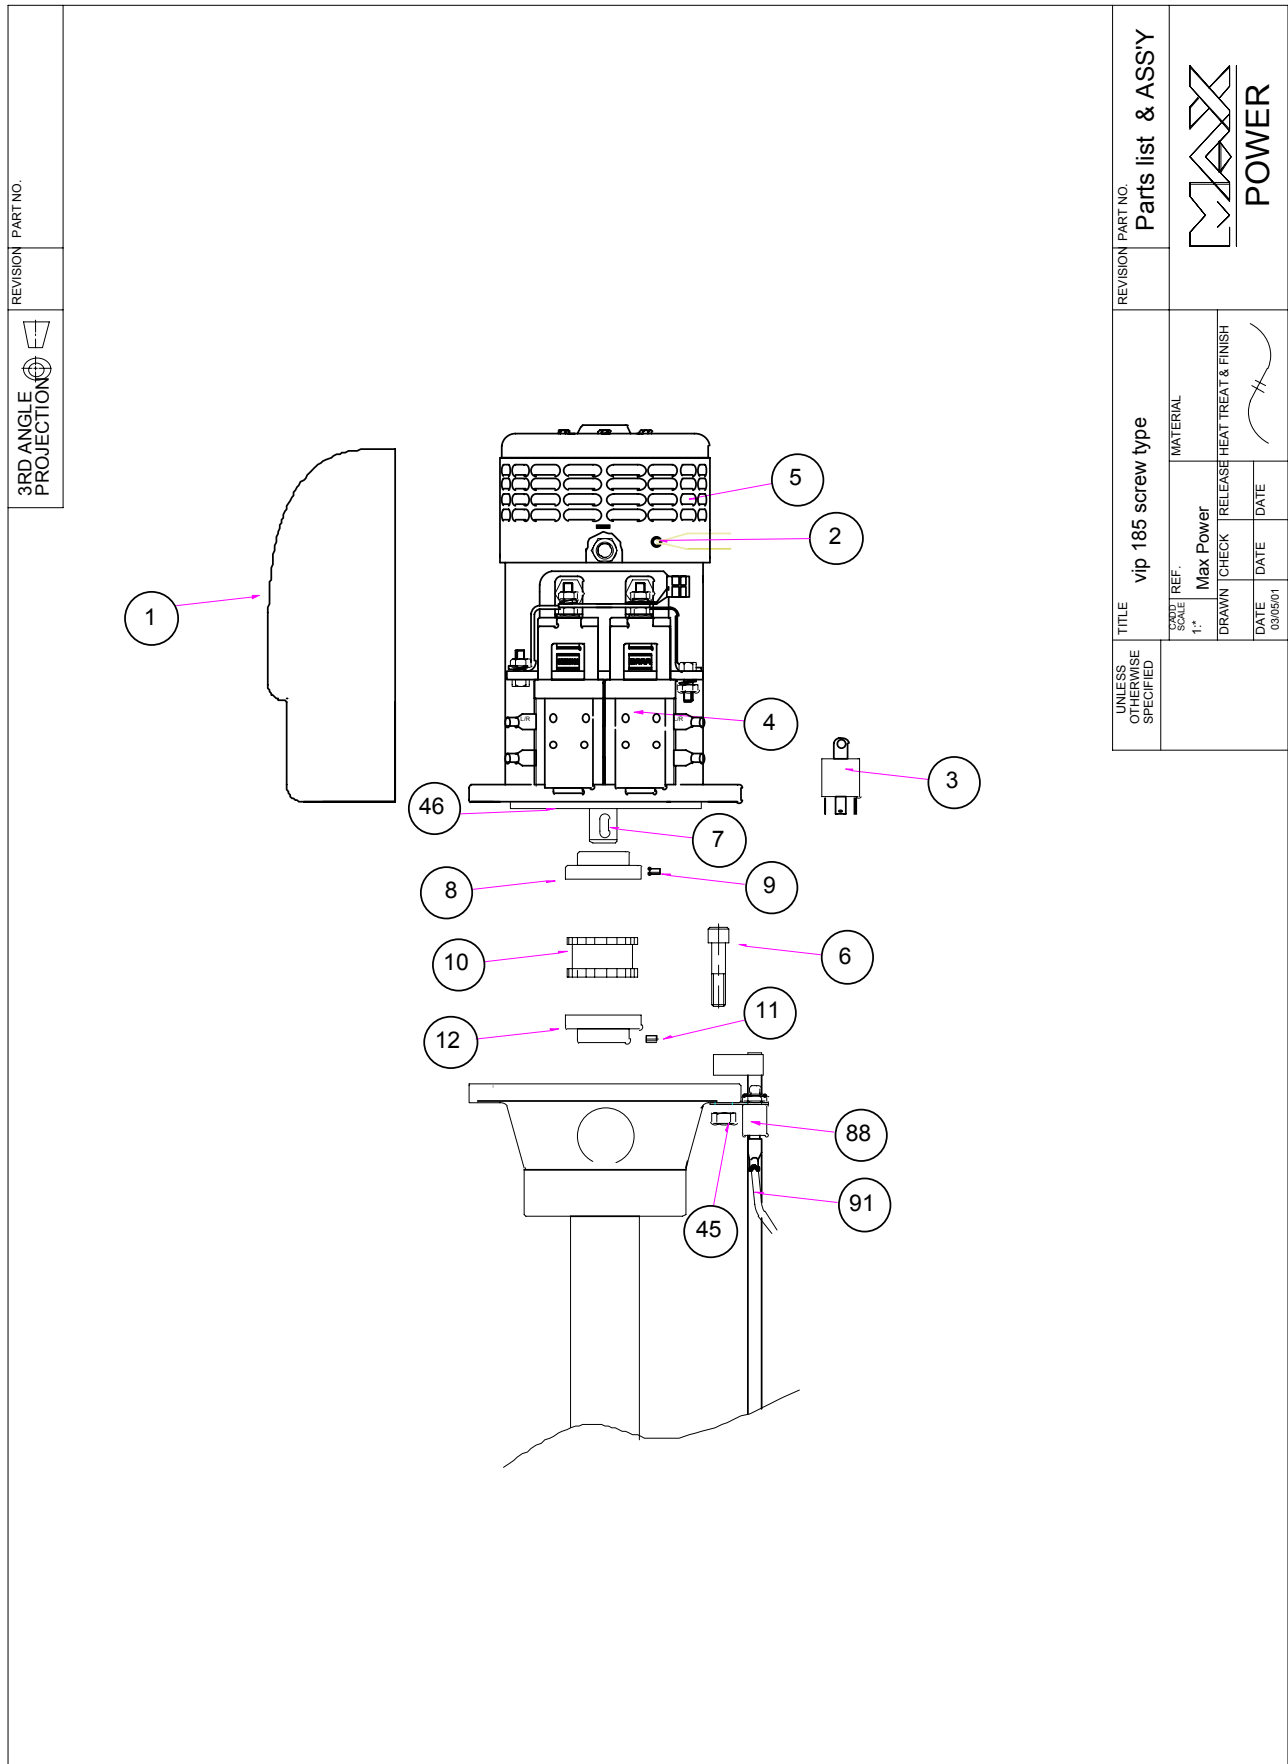 REVISION
PART NO.
3RD ANGLE
PROJECTION
1
5
2
4
3
46
7
8
9
10
6
11
12
88
91
45
UNLESS
OTHERWISE
SPECIFIED
TITLE
vip 185 screw type
REVISION
PART NO.
Parts list & ASS'Y
CADD
SCALE
1:*
REF.
Max Power
MATERIAL
DRAWN
CHECK
RELEASE
HEAT TREAT & FINISH
DATE
03/05/01
DATE
DATE
MAX
POWER